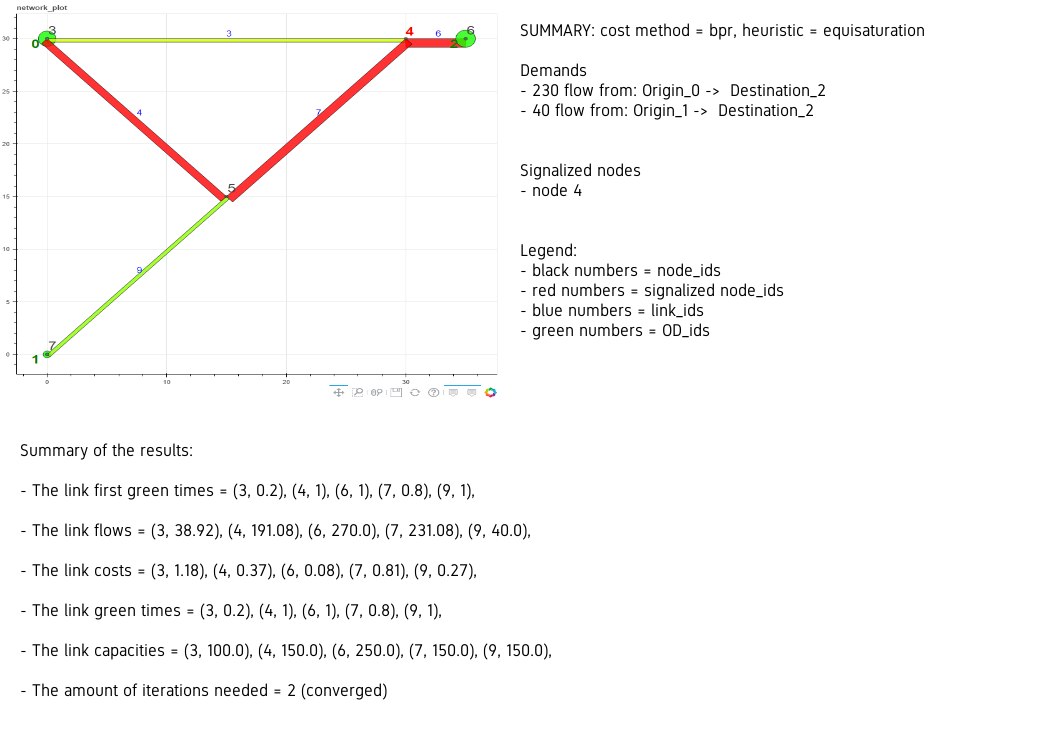 network_plot
SUMMARY: cost method = bpr, heuristic = equisaturation
Demands
- 230 flow from: Origin_0 -> Destination_2
- 40 flow from: Origin_1 -> Destination_2
Signalized nodes
- node 4
Legend:
- black numbers = node_ids
- red numbers = signalized node_ids
- blue numbers = link_ids
- green numbers = OD_ids
30
25
20
15
10
5
0
0
10
20
30
3
0
3
4
6
6
2
4
7
5
9
7
1
Summary of the results:
- The link first green times = (3, 0.2), (4, 1), (6, 1), (7, 0.8), (9, 1),
- The link flows = (3, 38.92), (4, 191.08), (6, 270.0), (7, 231.08), (9, 40.0),
- The link costs = (3, 1.18), (4, 0.37), (6, 0.08), (7, 0.81), (9, 0.27),
- The link green times = (3, 0.2), (4, 1), (6, 1), (7, 0.8), (9, 1),
- The link capacities = (3, 100.0), (4, 150.0), (6, 250.0), (7, 150.0), (9, 150.0),
- The amount of iterations needed = 2 (converged)